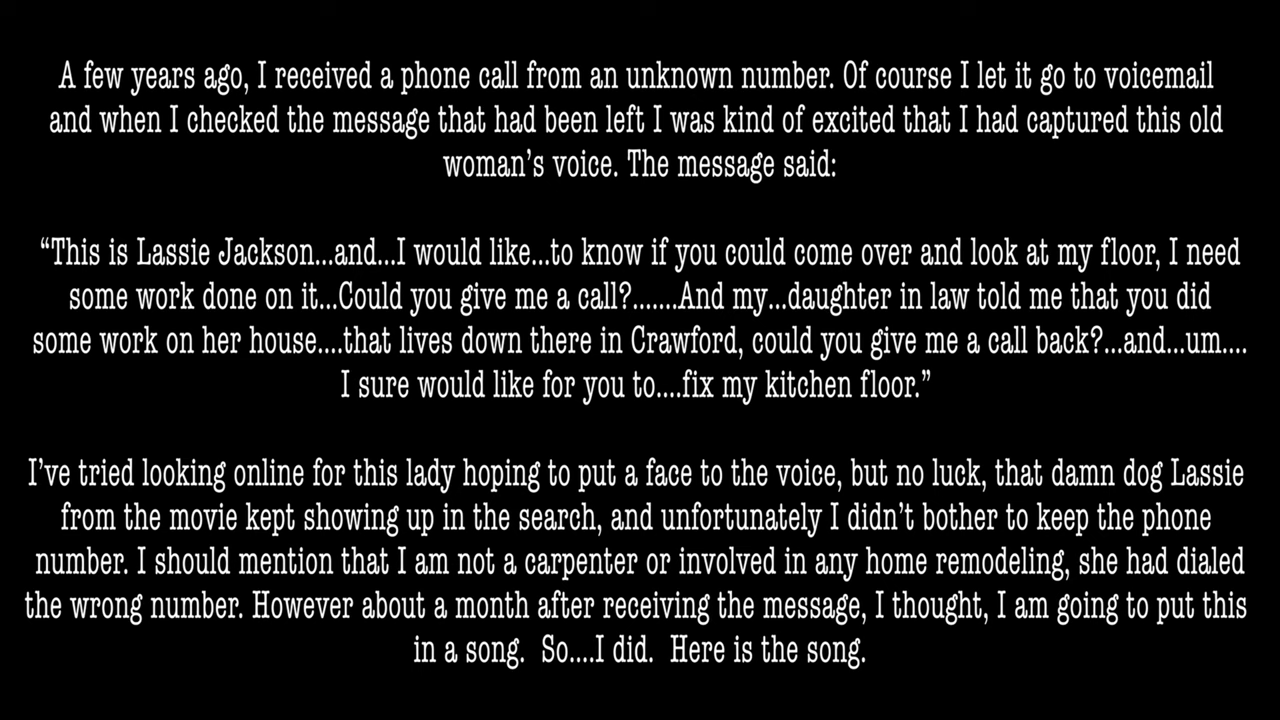 A few years ago, I received a phone call from an unknown number. Of course I let it go to voicemail
and when I checked the message that had been left I was kind of excited that I had captured this old
woman's voice. The message said:
“This is Lassie Jackson...and...I would like...to know if you could come over and look at my floor, I need
some work done on it...Could you give me a call?.......And my...daughter in law told me that you did
some work on her house....that lives down there in Crawford, could you give me a call back?...and...um....
I sure would like for you to....fix my kitchen floor.”
I've tried looking online for this lady hoping to put a face to the voice, but no luck, that damn dog Lassie
from the movie kept showing up in the search, and unfortunately I didn't bother to keep the phone
number. I should mention that I am not a carpenter or involved in any home remodeling, she had dialed
the wrong number. However about a month after receiving the message, I thought, I am going to put this
in a song.  So....I did.  Here is the song.